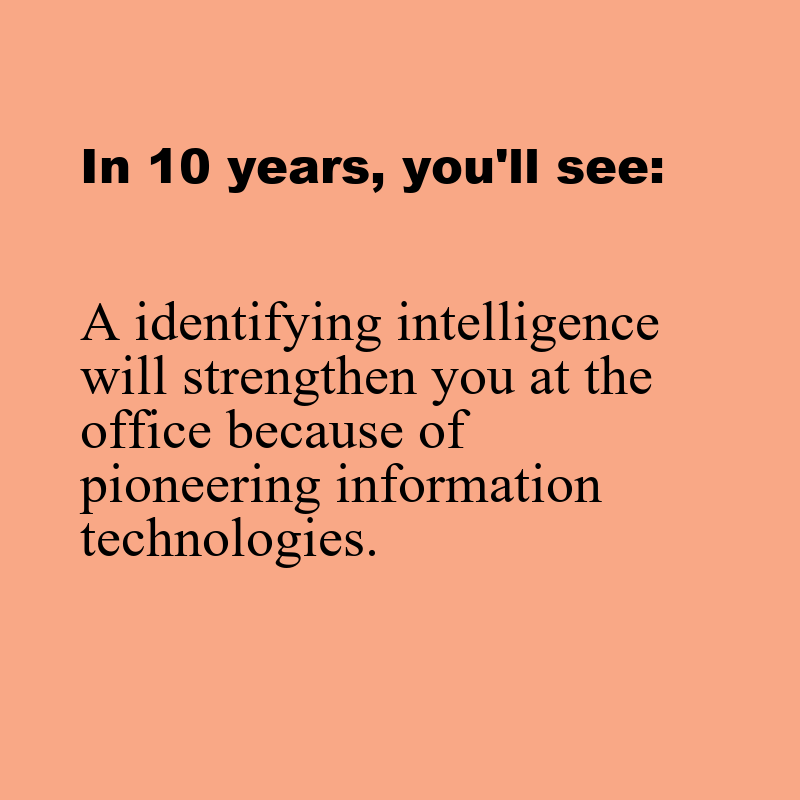 In 10 years, you'll see:
A identifying intelligence
will strengthen you at the
office because of
pioneering information
technologies.